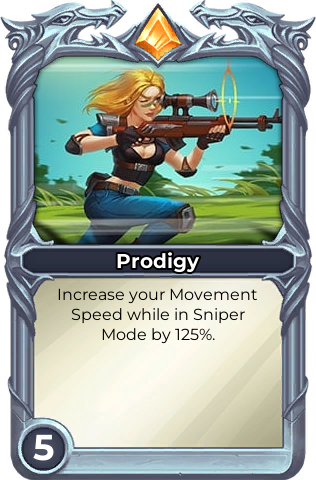 Prodigy
Increase your Movement
Speed while in Sniper
Mode by 125%.
5